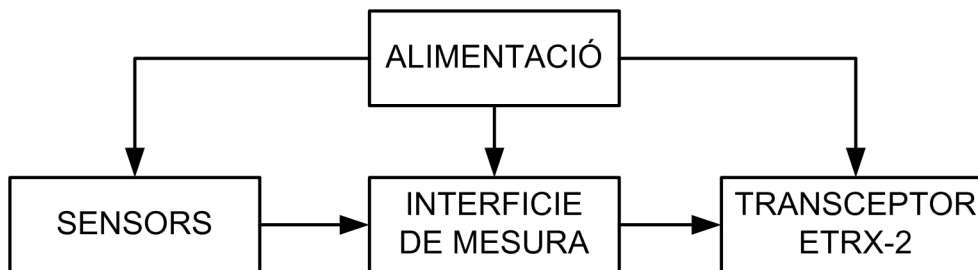 ALIMENTACIÓ
SENSORS
INTERFICIE
DE MESURA
TRANSCEPTOR
ETRX-2